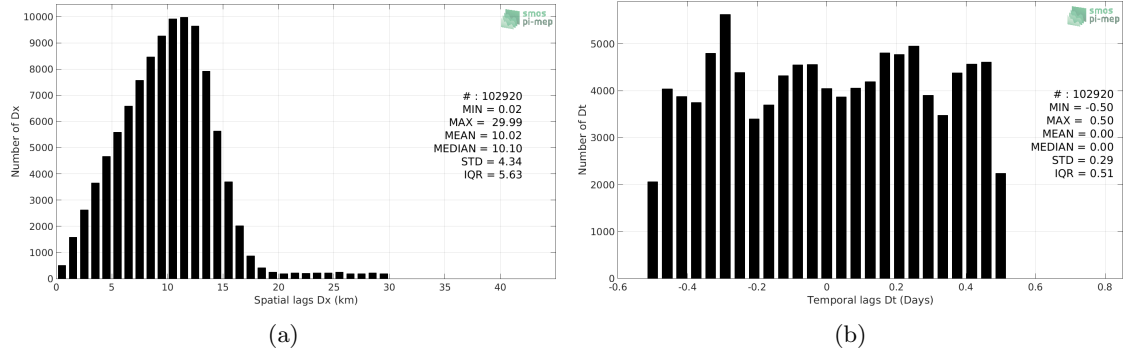 smos
pi-mep
10000
9000
8000
7000
6000
5000
4000
3000
2000
1000
0
Number of Dx
# : 102920
MIN = 0.02
MAX = 29.99
MEAN = 10.02
MEDIAN = 10.10
STD = 4.34
IQR = 5.63
0 5 10 15 20 25 30 35 40
Spatial lags Dx (km)
(a)
smos
pi-mep
5000
4000
3000
2000
1000
0
Number of Dt
# : 102920
MIN = -0.50
MAX = 0.50
MEAN = 0.00
MEDIAN = 0.00
STD = 0.29
IQR = 0.51
-0.6 -0.4 -0.2 0 0.2 0.4 0.6 0.8
Temporal lags Dt (Days)
(b)